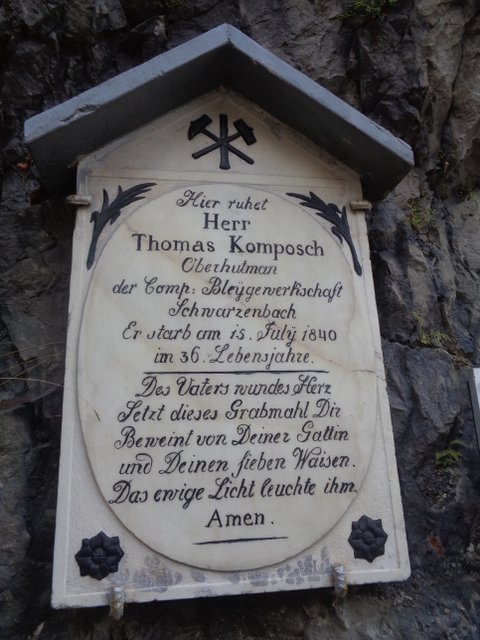 Hier ruhet
Herr
Thomas Komposch
Oberhutman
der Comp: Bleÿgewerkschaft
Schwarzenbach
Er starb am 15. Julÿ 1840
im 36. Lebensjahre.
Des Vaters wundes Herz
Setzt dieses Grabmahl Dir
Beweint von Deiner Gattin
und Deinen sieben Waisen.
Das ewige Licht leuchte ihm.
Amen.